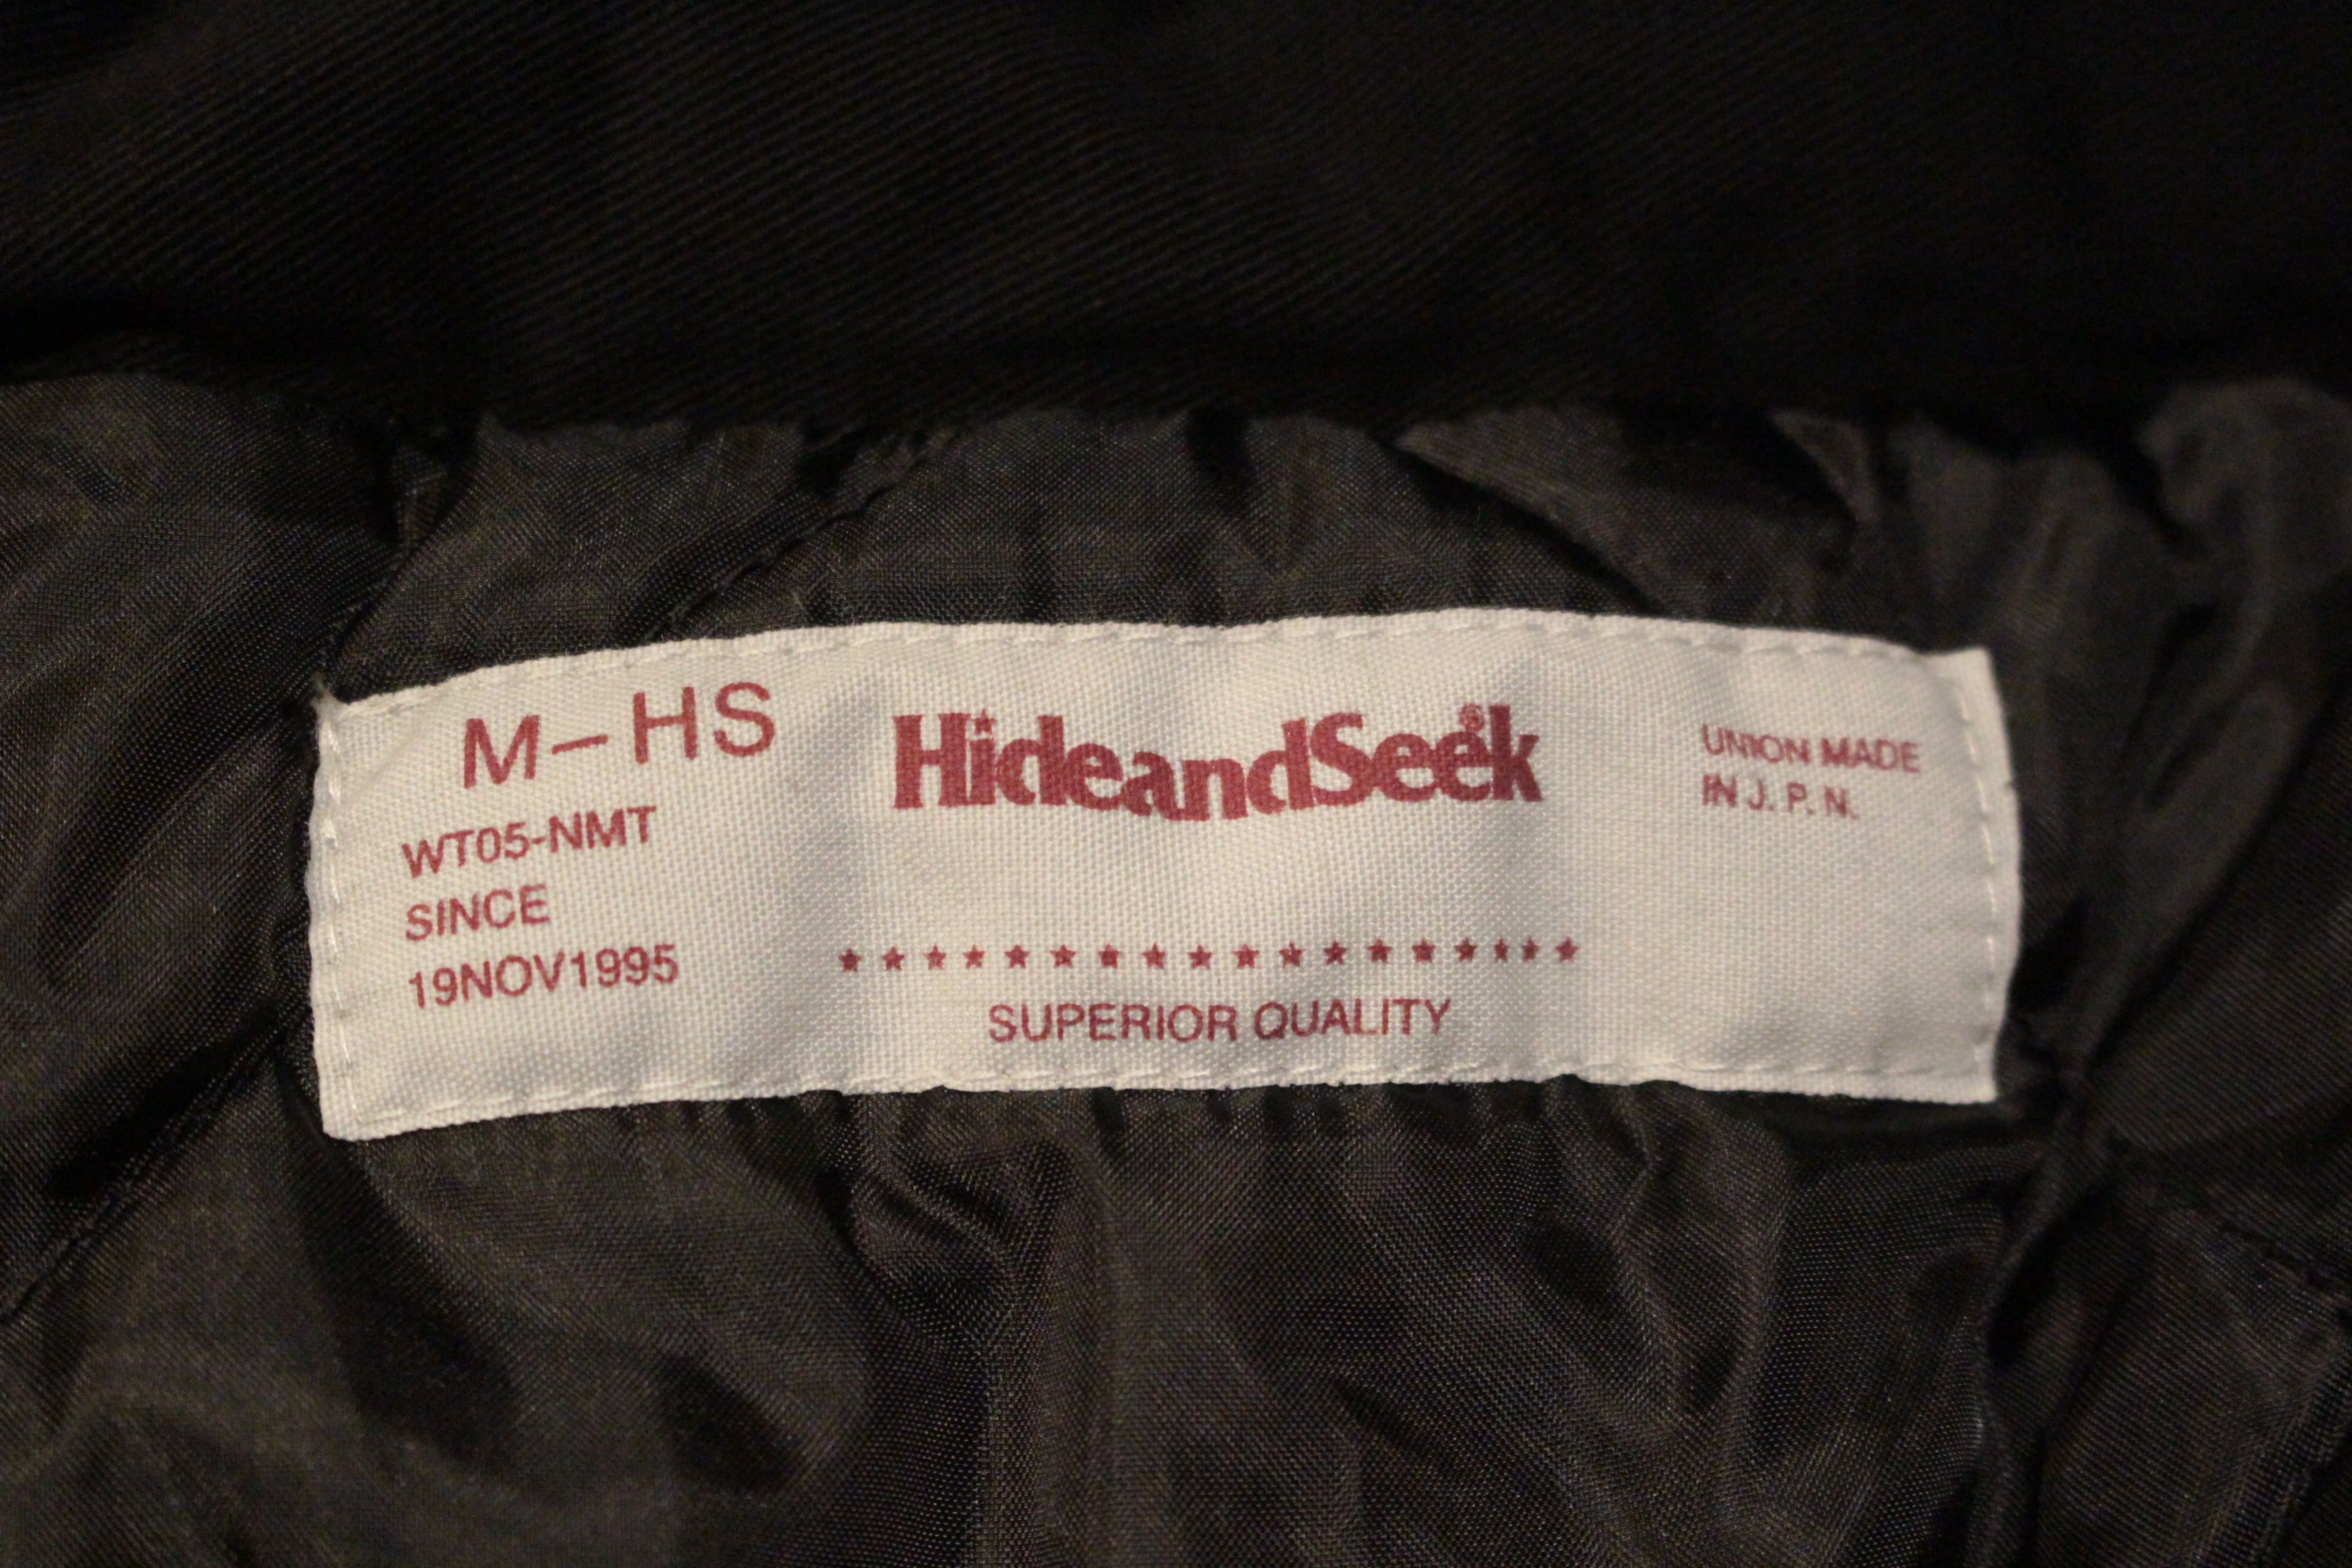 M-HS
WT05-NMT
SINCE
19NOV1995
HideandSeek®
★★★★★★★★★★★★★★★★★★
SUPERIOR QUALITY
UNION MADE
IN J. P. N.